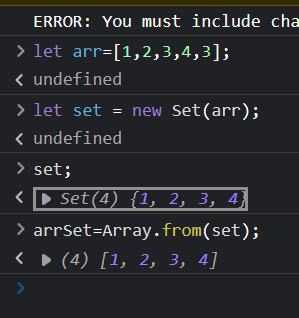 ERROR: You must include cha
> let arr=[1,2,3,4,3];
< undefined
> let set = new Set(arr);
< undefined
> set;
< ▶ Set(4) {1, 2, 3, 4}
> arrSet=Array.from(set);
< ▶ (4) [1, 2, 3, 4]
>